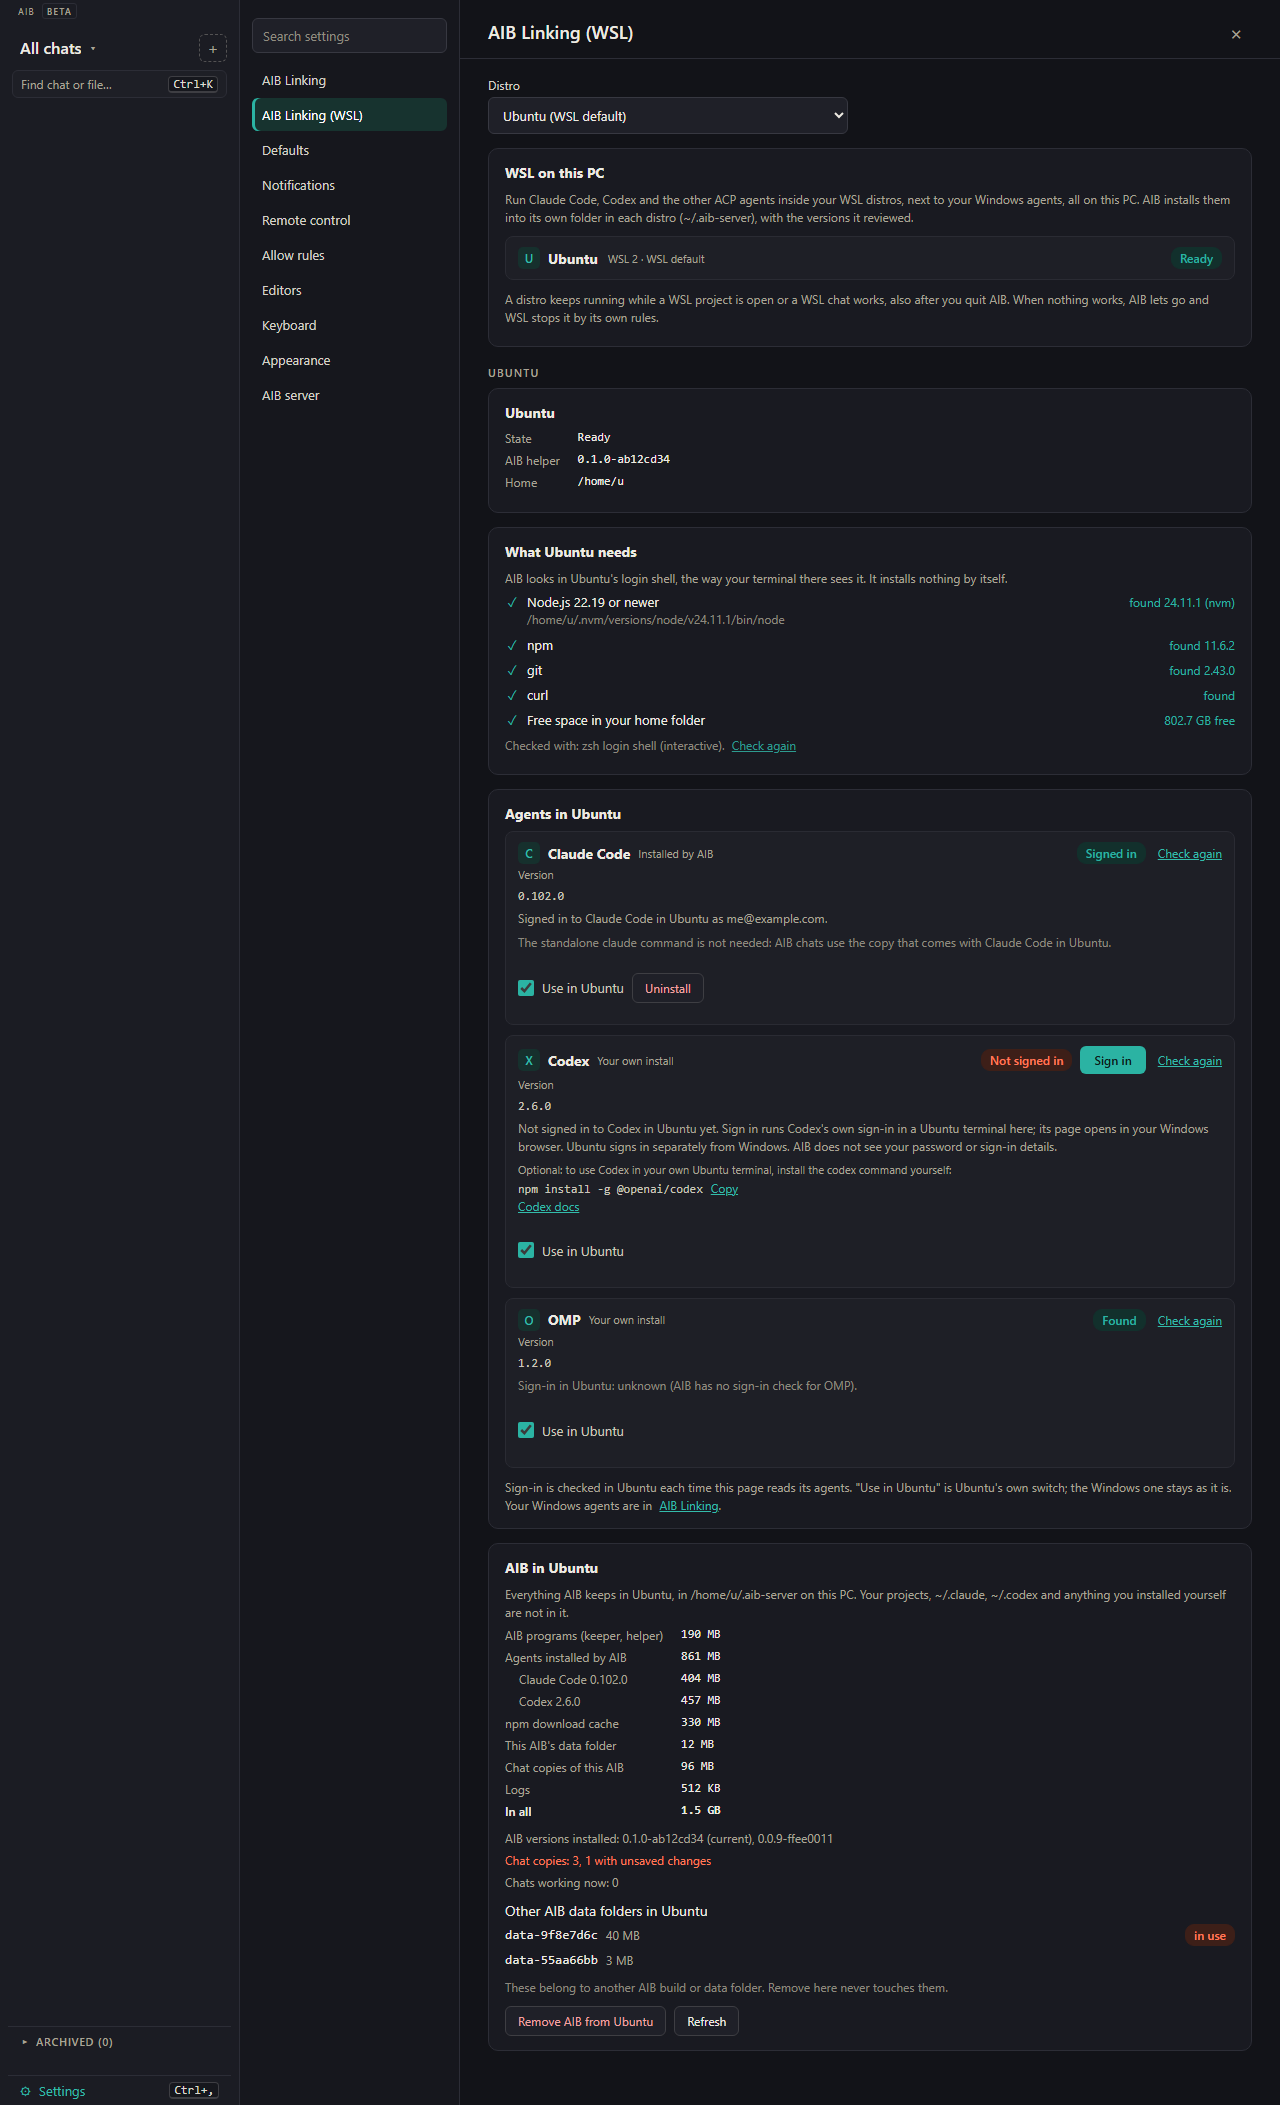 AIB BETA
All chats
+
Find chat or file... Ctrl+K
ARCHIVED (0)
Settings Ctrl+,
Search settings
AIB Linking
AIB Linking (WSL)
Defaults
Notifications
Remote control
Allow rules
Editors
Keyboard
Appearance
AIB server
AIB Linking (WSL)
Distro
Ubuntu (WSL default)
WSL on this PC
Run Claude Code, Codex and the other ACP agents inside your WSL distros, next to your Windows agents, all on this PC. AIB installs them
into its own folder in each distro (~/.aib-server), with the versions it reviewed.
U Ubuntu WSL 2 · WSL default Ready
A distro keeps running while a WSL project is open or a WSL chat works, also after you quit AIB. When nothing works, AIB lets go and
WSL stops it by its own rules.
UBUNTU
Ubuntu
State Ready
AIB helper 0.1.0-ab12cd34
Home /home/u
What Ubuntu needs
AIB looks in Ubuntu's login shell, the way your terminal there sees it. It installs nothing by itself.
✓ Node.js 22.19 or newer found 24.11.1 (nvm)
/home/u/.nvm/versions/node/v24.11.1/bin/node
✓ npm found 11.6.2
✓ git found 2.43.0
✓ curl found
✓ Free space in your home folder 802.7 GB free
Checked with: zsh login shell (interactive). Check again
Agents in Ubuntu
C Claude Code Installed by AIB Signed in Check again
Version
0.102.0
Signed in to Claude Code in Ubuntu as me@example.com.
The standalone claude command is not needed: AIB chats use the copy that comes with Claude Code in Ubuntu.
Use in Ubuntu Uninstall
X Codex Your own install Not signed in Sign in Check again
Version
2.6.0
Not signed in to Codex in Ubuntu yet. Sign in runs Codex's own sign-in in a Ubuntu terminal here; its page opens in your Windows
browser. Ubuntu signs in separately from Windows. AIB does not see your password or sign-in details.
Optional: to use Codex in your own Ubuntu terminal, install the codex command yourself:
npm install -g @openai/codex Copy
Codex docs
Use in Ubuntu
O OMP Your own install Found Check again
Version
1.2.0
Sign-in in Ubuntu: unknown (AIB has no sign-in check for OMP).
Use in Ubuntu
Sign-in is checked in Ubuntu each time this page reads its agents. "Use in Ubuntu" is Ubuntu's own switch; the Windows one stays as it is.
Your Windows agents are in AIB Linking.
AIB in Ubuntu
Everything AIB keeps in Ubuntu, in /home/u/.aib-server on this PC. Your projects, ~/.claude, ~/.codex and anything you installed yourself
are not in it.
AIB programs (keeper, helper) 190 MB
Agents installed by AIB 861 MB
Claude Code 0.102.0 404 MB
Codex 2.6.0 457 MB
npm download cache 330 MB
This AIB's data folder 12 MB
Chat copies of this AIB 96 MB
Logs 512 KB
In all 1.5 GB
AIB versions installed: 0.1.0-ab12cd34 (current), 0.0.9-ffee0011
Chat copies: 3, 1 with unsaved changes
Chats working now: 0
Other AIB data folders in Ubuntu
data-9f8e7d6c 40 MB in use
data-55aa66bb 3 MB
These belong to another AIB build or data folder. Remove here never touches them.
Remove AIB from Ubuntu Refresh